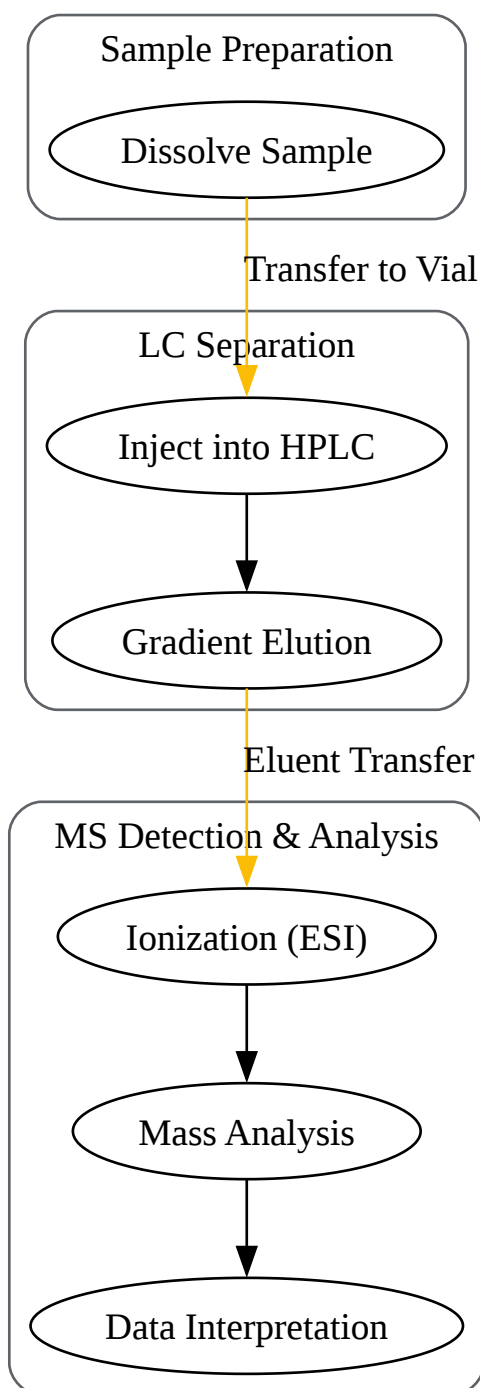 Sample Preparation
Dissolve Sample
Transfer to Vial
LC Separation
Inject into HPLC
Gradient Elution
Eluent Transfer
MS Detection & Analysis
Ionization (ESI)
Mass Analysis
Data Interpretation